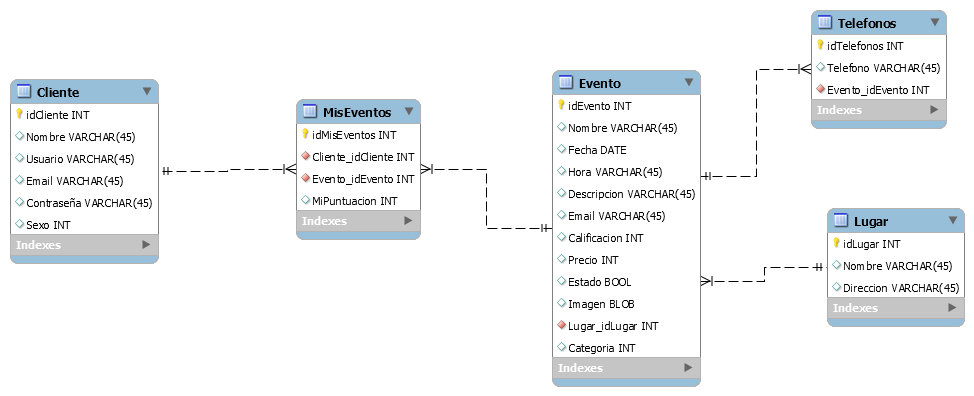 Cliente
idCliente INT
Nombre VARCHAR(45)
Usuario VARCHAR(45)
Email VARCHAR(45)
Contraseña VARCHAR(45)
Sexo INT
Indexes
MisEventos
idMisEventos INT
Cliente_idCliente INT
Evento_idEvento INT
MiPuntuacion INT
Indexes
Evento
idEvento INT
Nombre VARCHAR(45)
Fecha DATE
Hora VARCHAR(45)
Descripcion VARCHAR(45)
Email VARCHAR(45)
Calificacion INT
Precio INT
Estado BOOL
Imagen BLOB
Lugar_idLugar INT
Categoria INT
Indexes
Telefonos
idTelefonos INT
Telefono VARCHAR(45)
Evento_idEvento INT
Indexes
Lugar
idLugar INT
Nombre VARCHAR(45)
Direccion VARCHAR(45)
Indexes